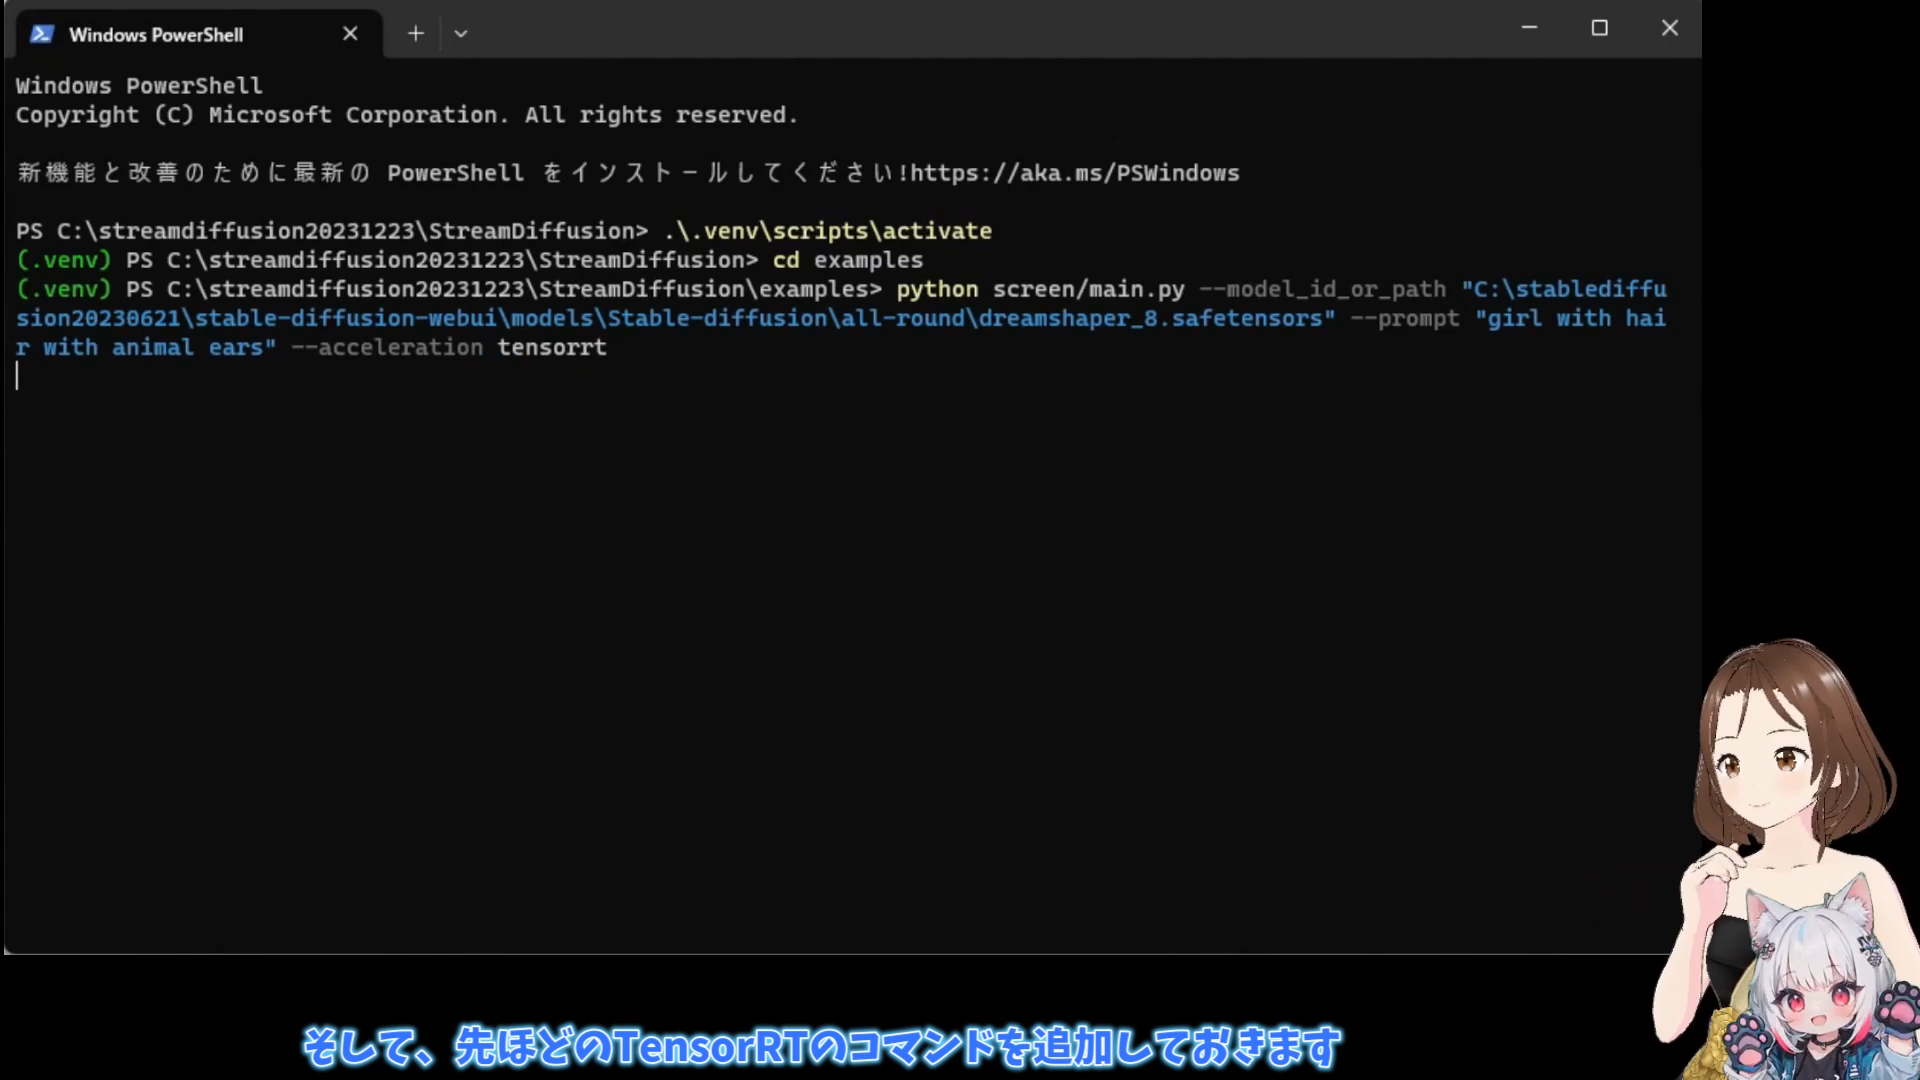 Windows PowerShell
Windows PowerShell
Copyright (C) Microsoft Corporation. All rights reserved.
新機能と改善のために最新の PowerShell をインストールしてください!https://aka.ms/PSWindows
PS C:\streamdiffusion20231223\StreamDiffusion> .\.venv\scripts\activate
(.venv) PS C:\streamdiffusion20231223\StreamDiffusion> cd examples
(.venv) PS C:\streamdiffusion20231223\StreamDiffusion\examples> python screen/main.py --model_id_or_path "C:\stablediffu
sion20230621\stable-diffusion-webui\models\Stable-diffusion\all-round\dreamshaper_8.safetensors" --prompt "girl with hai
r with animal ears" --acceleration tensorrt
そして、先ほどのTensorRTのコマンドを追加しておきます